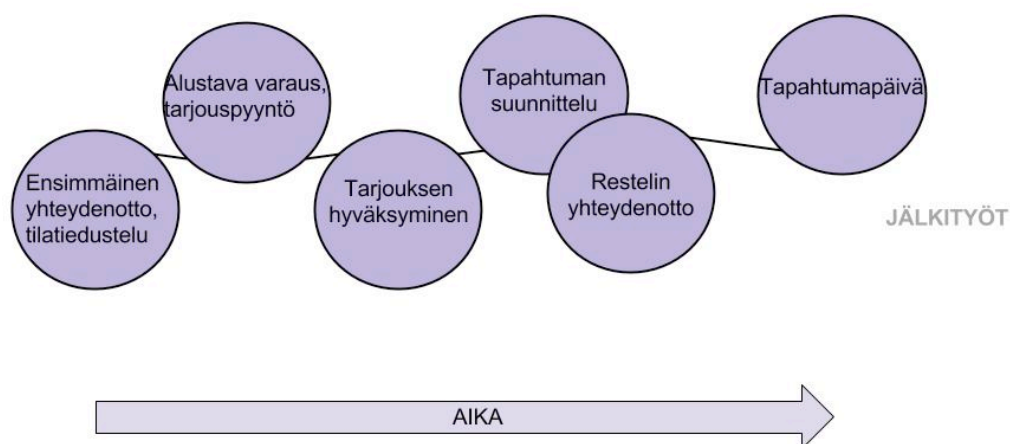 Ensimmäinen
yhteydenotto,
tilatiedustelu
Alustava varaus,
tarjouspyyntö
Tarjouksen
hyväksyminen
Tapahtuman
suunnittelu
Restelin
yhteydenotto
Tapahtumapäivä
JÄLKITYÖT
AIKA